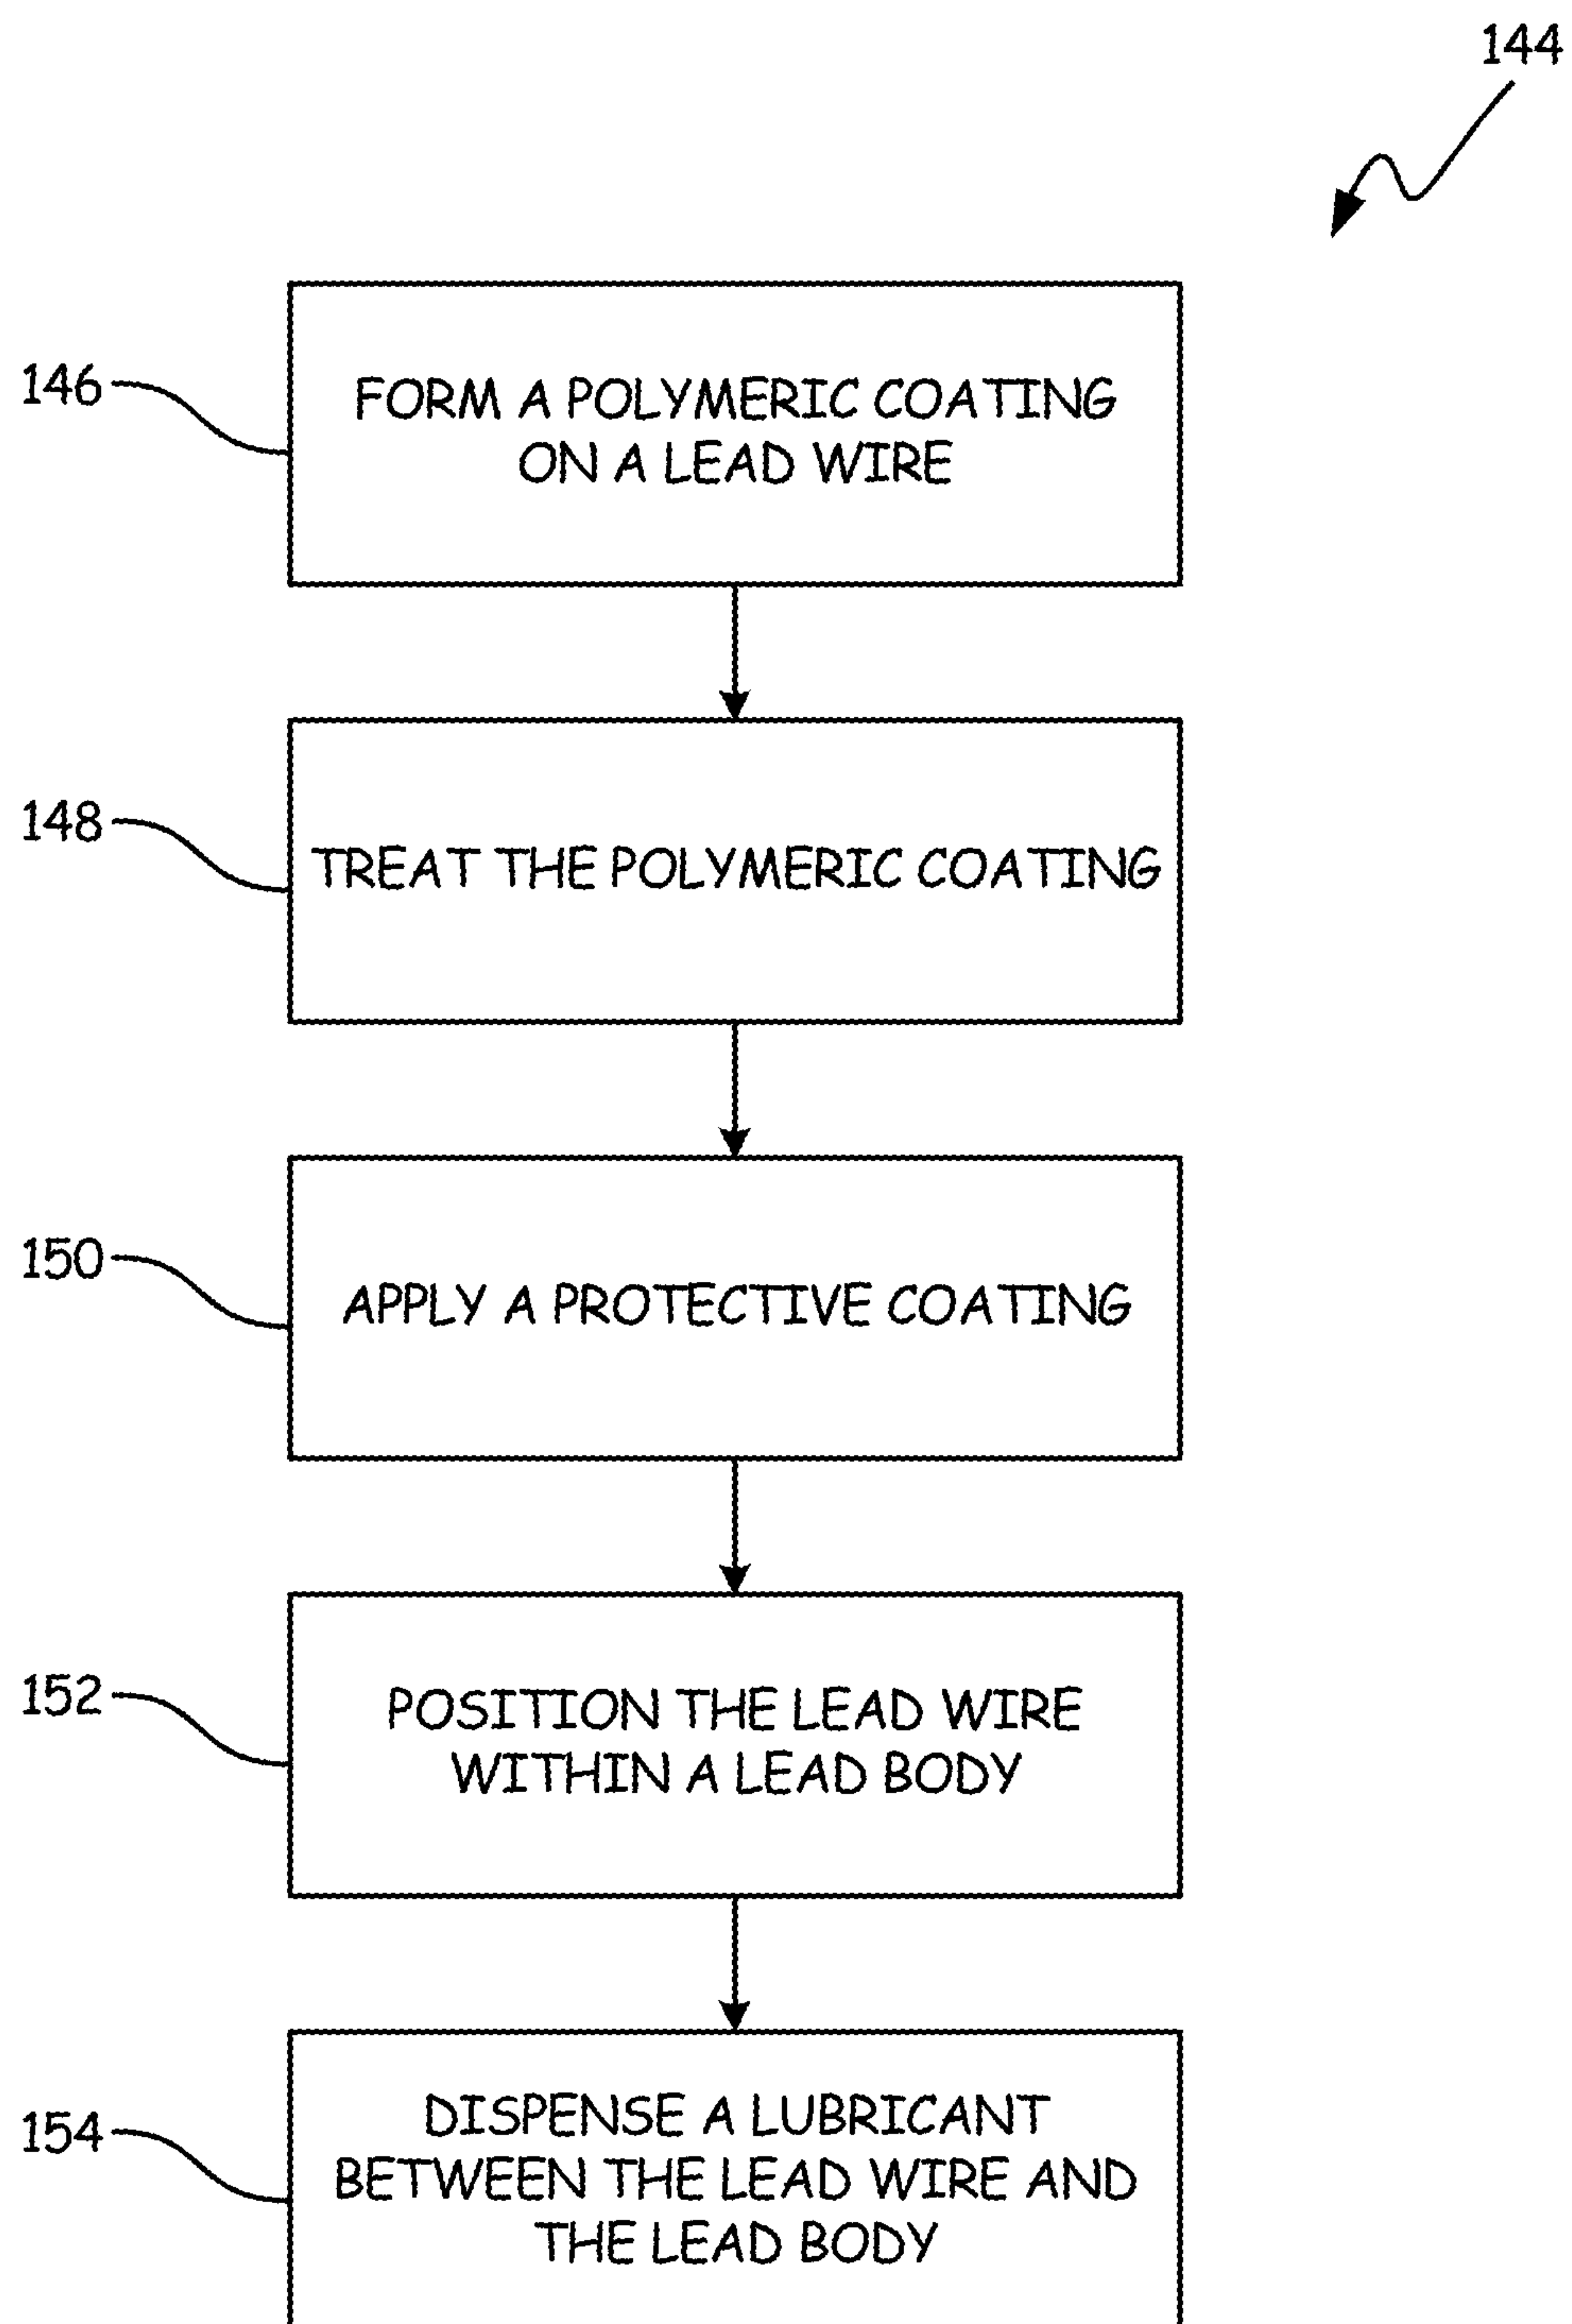 144
146
FORM A POLYMERIC COATING
ON A LEAD WIRE
148
TREAT THE POLYMERIC COATING
150
APPLY A PROTECTIVE COATING
152
POSITION THE LEAD WIRE
WITHIN A LEAD BODY
154
DISPENSE A LUBRICANT
BETWEEN THE LEAD WIRE AND
THE LEAD BODY